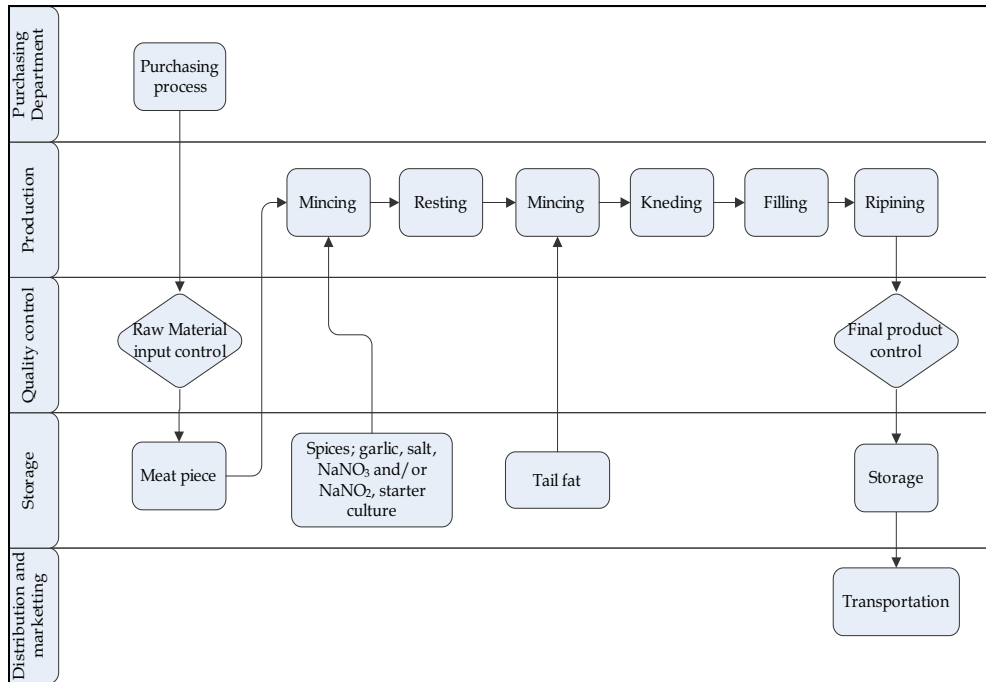 Purchasing
Department
Purchasing
process
Production
Mincing
Resting
Mincing
Kneding
Filling
Ripining
Quality control
Raw Material
input control
Final product
control
Storage
Meat piece
Spices; garlic, salt,
NaNO₃ and/or
NaNO₂, starter
culture
Tail fat
Storage
Distribution and
marketting
Transportation